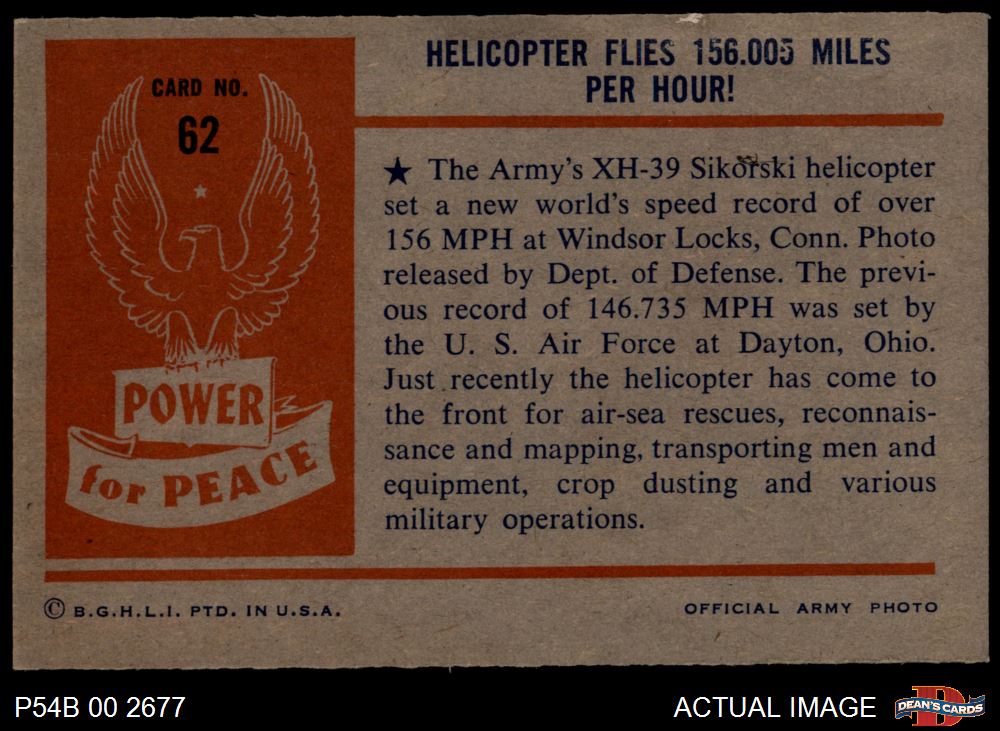 CARD NO.
62
POWER
for PEACE
HELICOPTER FLIES 156.005 MILES
PER HOUR!
★ The Army's XH-39 Sikorski helicopter
set a new world's speed record of over
156 MPH at Windsor Locks, Conn. Photo
released by Dept. of Defense. The previ-
ous record of 146.735 MPH was set by
the U. S. Air Force at Dayton, Ohio.
Just recently the helicopter has come to
the front for air-sea rescues, reconnais-
sance and mapping, transporting men and
equipment, crop dusting and various
military operations.
© B.G.H.L.I. PTD. IN U.S.A.
OFFICIAL ARMY PHOTO
P54B 00 2677
ACTUAL IMAGE
D
DEAN'S CARDS